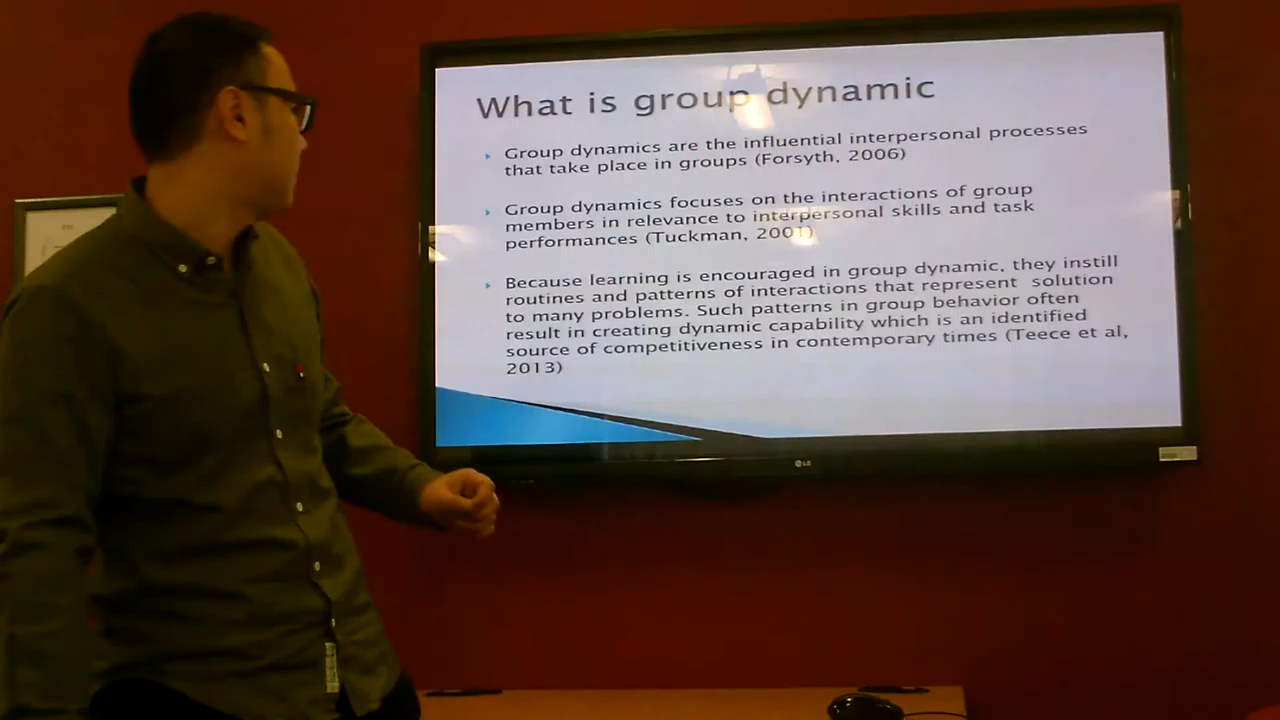 What is group dynamic
Group dynamics are the influential interpersonal processes
that take place in groups (Forsyth, 2006)
Group dynamics focuses on the interactions of group
members in relevance to interpersonal skills and task
performances (Tuckman, 2001)
Because learning is encouraged in group dynamic, they instill
routines and patterns of interactions that represent solution
to many problems. Such patterns in group behavior often
result in creating dynamic capability which is an identified
source of competitiveness in contemporary times (Teece et al,
2013)
LG